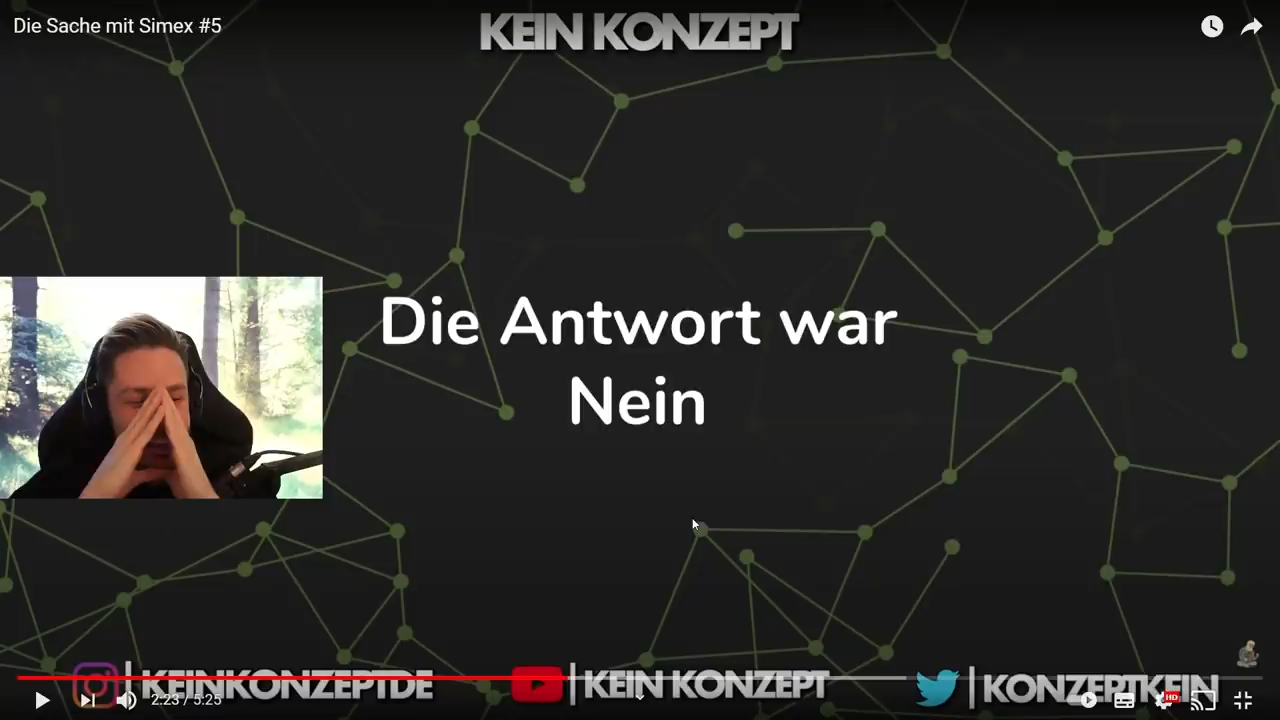 Die Sache mit Simex #5
KEIN KONZEPT
Die Antwort war
Nein
KEINKONZEPTDE
KEIN KONZEPT
KONZEPTKEIN
2:23 / 5:25
HD